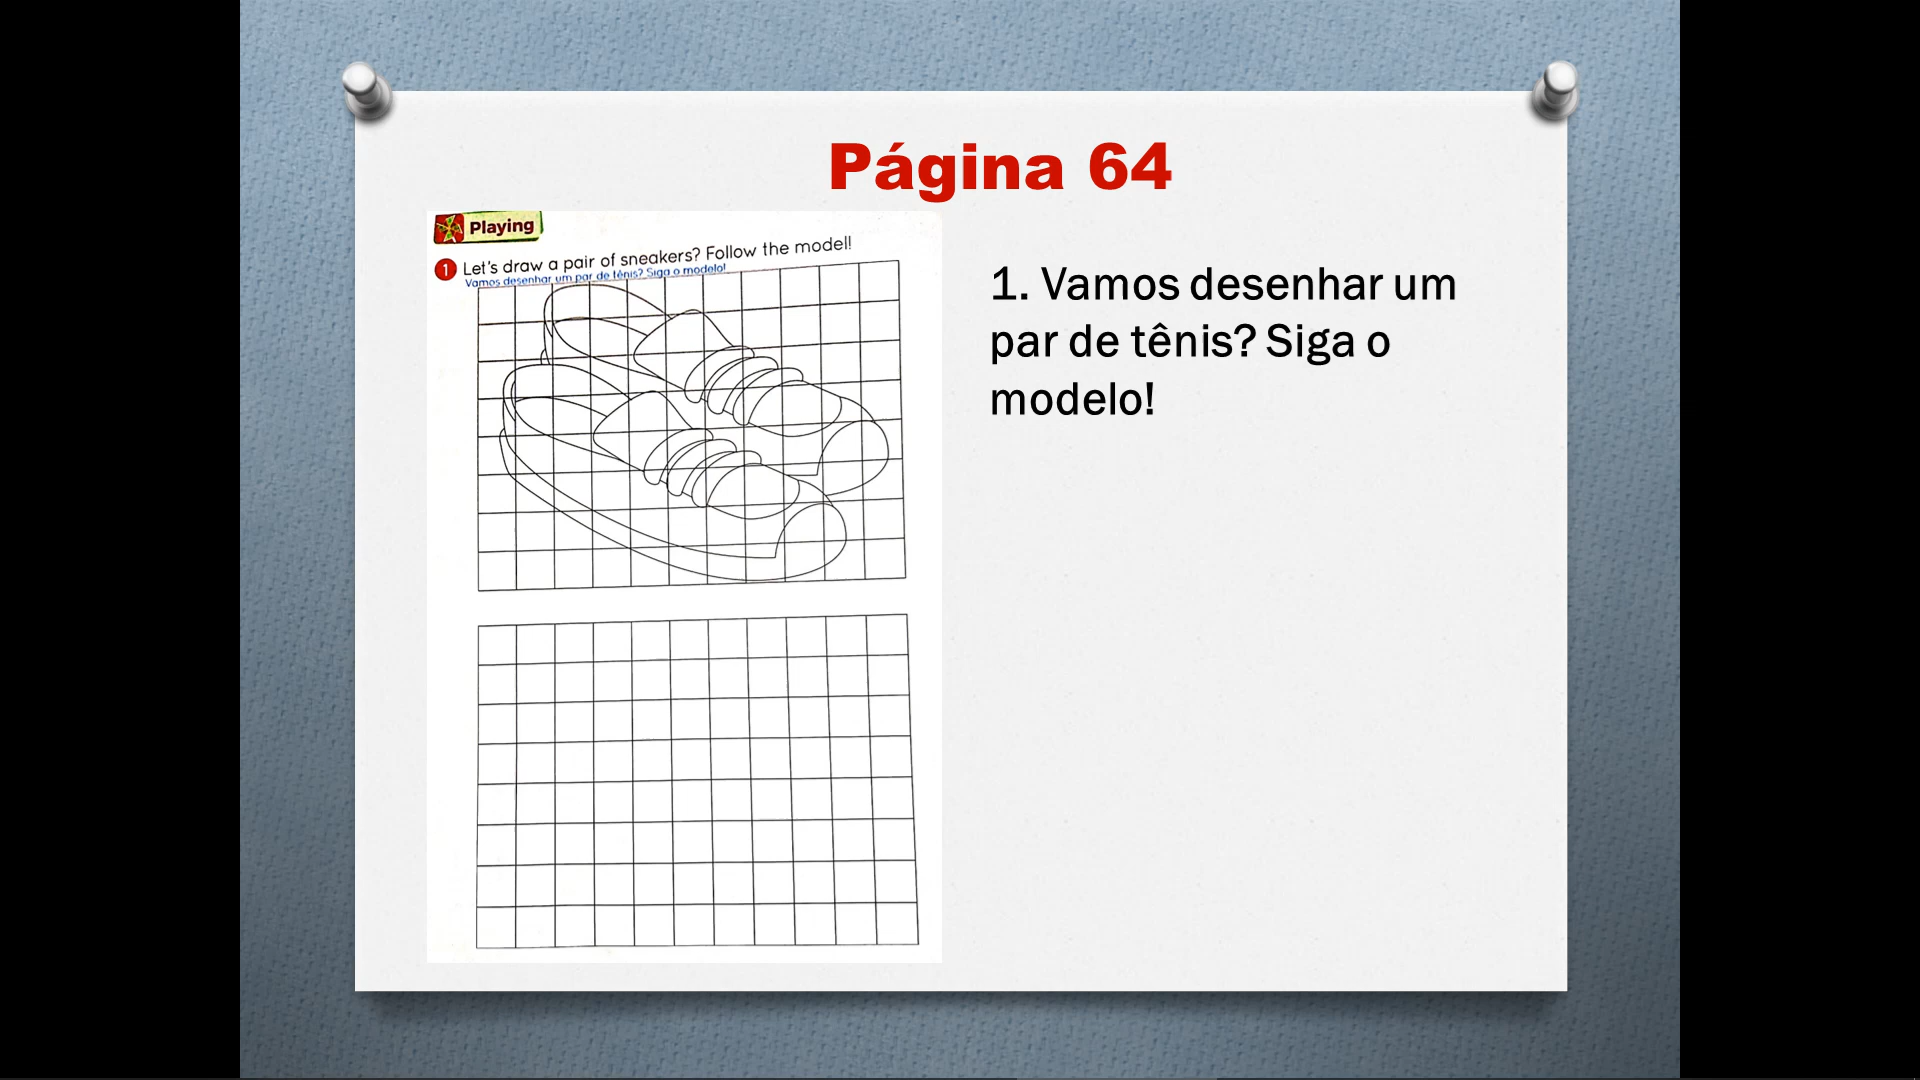 Página 64
Playing
1 Let's draw a pair of sneakers? Follow the model!
Vamos desenhar um par de tênis? Siga o modelo!
1. Vamos desenhar um
par de tênis? Siga o
modelo!